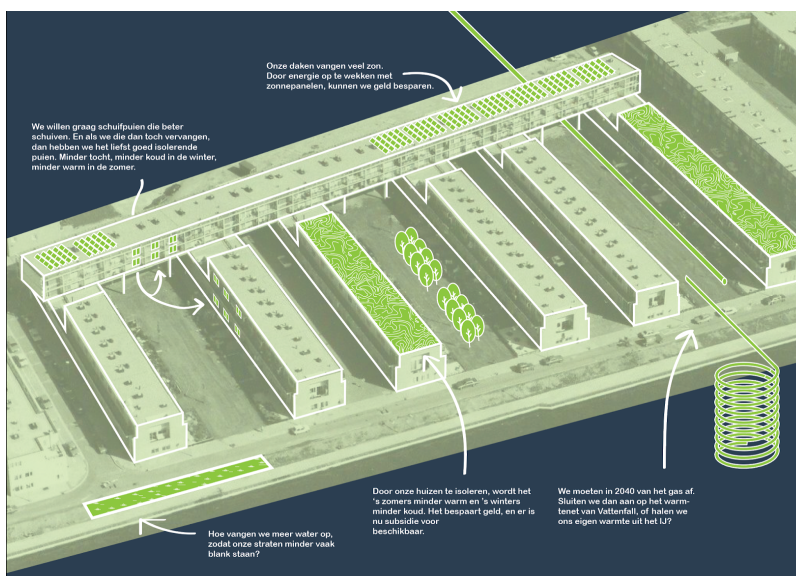 Onze daken vangen veel zon.
Door energie op te wekken met
zonnepanelen, kunnen we geld besparen.
We willen graag schuifpuien die beter
schuiven. En als we die dan toch vervangen,
dan hebben we het liefst goed isolerende
puien. Minder tocht, minder koud in de winter,
minder warm in de zomer.
Door onze huizen te isoleren, wordt het
's zomers minder warm en 's winters
minder koud. Het bespaart geld, en er is
nu subsidie voor
beschikbaar.
We moeten in 2040 van het gas af.
Sluiten we dan aan op het warm-
tenet van Vattenfall, of halen we
ons eigen warmte uit het IJ?
Hoe vangen we meer water op,
zodat onze straten minder vaak
blank staan?